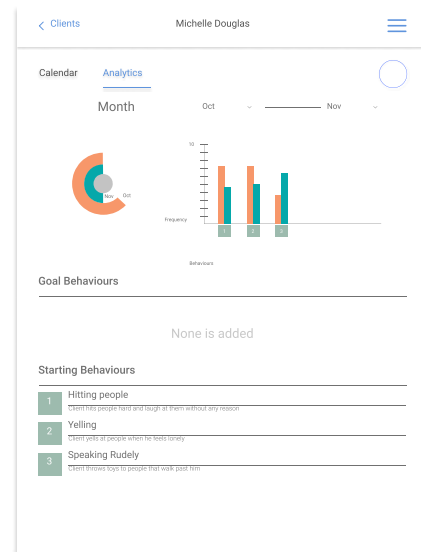 Clients
Michelle Douglas
Calendar
Analytics
Month
Oct
Nov
10
Nov
Oct
Frequency
1
2
3
Behaviours
Goal Behaviours
None is added
Starting Behaviours
1
Hitting people
Client hits people hard and laugh at them without any reason
2
Yelling
Client yells at people when he feels lonely
3
Speaking Rudely
Client throws toys to people that walk past him